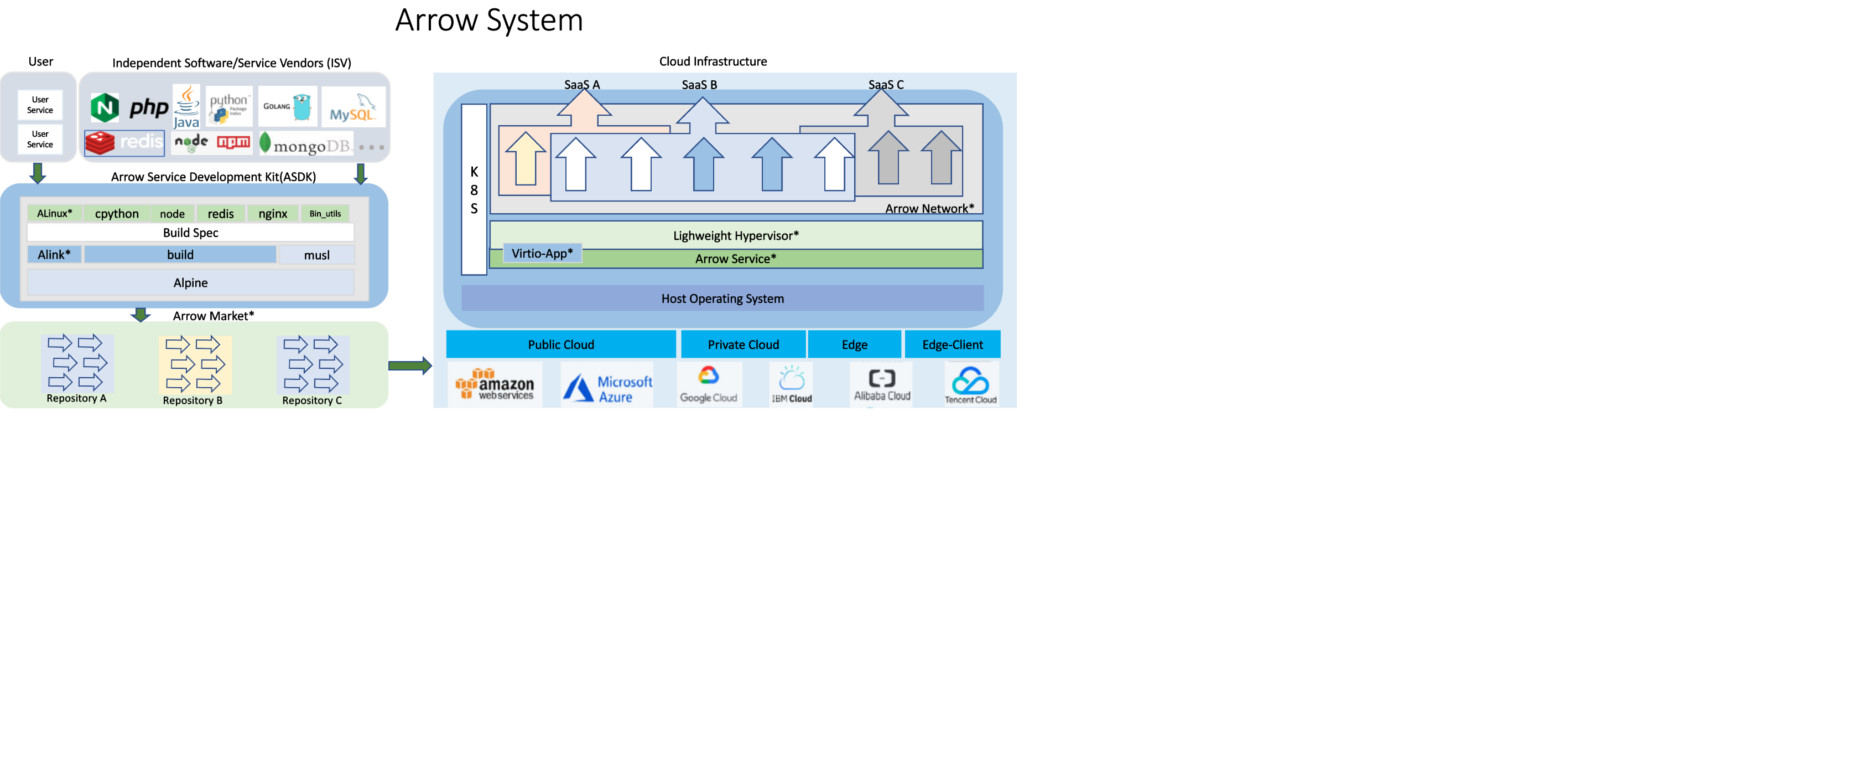 Arrow System
User
Independent Software/Service Vendors (ISV)
User
Service
User
Service
N
php
Java
python
Package
Index
GOLANG
MySQL
redis
node
npm
mongoDB
Arrow Service Development Kit(ASDK)
ALinux*
cpython
node
redis
nginx
Bin_utils
Build Spec
Alink*
build
musl
Alpine
Arrow Market*
Repository A
Repository B
Repository C
Cloud Infrastructure
SaaS A
SaaS B
SaaS C
K
8
S
Arrow Network*
Lighweight Hypervisor*
Virtio-App*
Arrow Service*
Host Operating System
Public Cloud
Private Cloud
Edge
Edge-Client
amazon
webservices
Microsoft
Azure
Google Cloud
IBM Cloud
Alibaba Cloud
Tencent Cloud